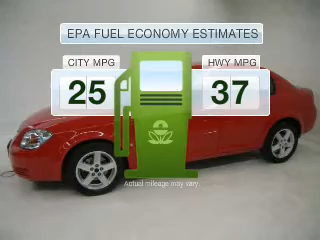 EPA FUEL ECONOMY ESTIMATES
CITY MPG HWY MPG
25 37
Actual mileage may vary.